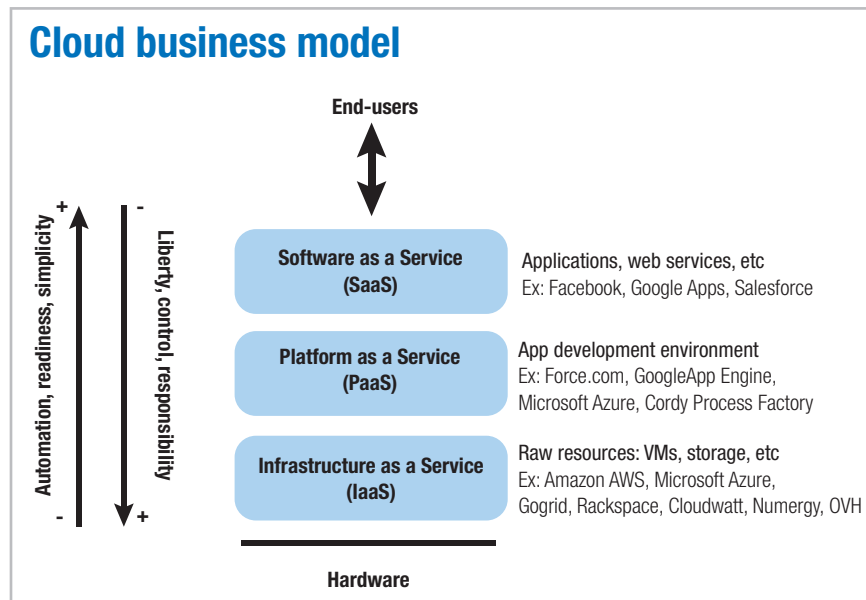 Cloud business model
End-users
+
-
Automation, readiness, simplicity
Liberty, control, responsibility
-
+
Software as a Service
(SaaS)
Applications, web services, etc
Ex: Facebook, Google Apps, Salesforce
Platform as a Service
(PaaS)
App development environment
Ex: Force.com, GoogleApp Engine,
Microsoft Azure, Cordy Process Factory
Infrastructure as a Service
(IaaS)
Raw resources: VMs, storage, etc
Ex: Amazon AWS, Microsoft Azure,
Gogrid, Rackspace, Cloudwatt, Numergy, OVH
Hardware